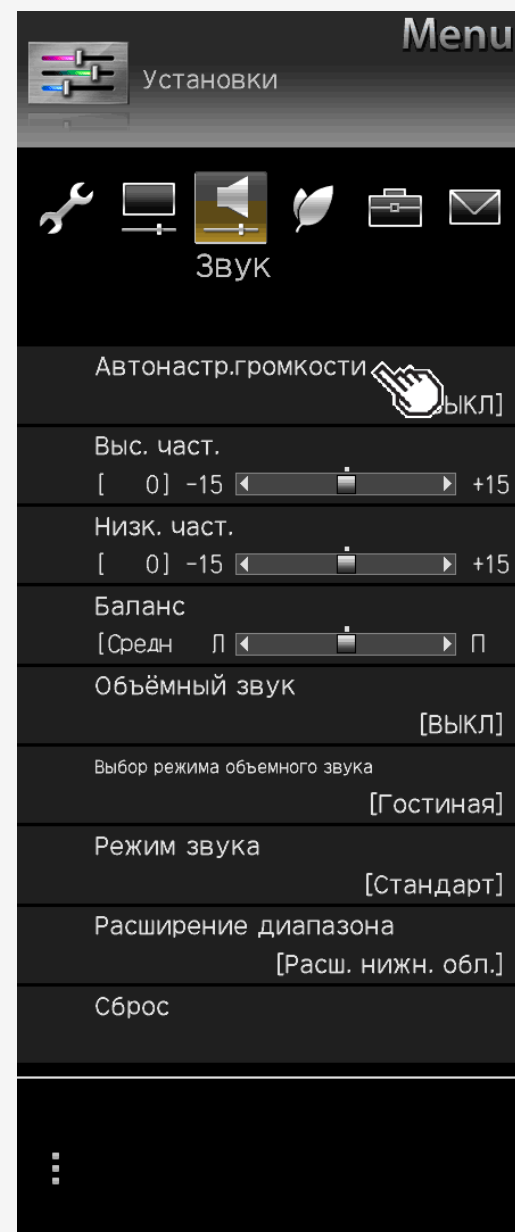 Menu
Установки
Звук
Автонастр.громкости
ЫКЛ]
Выс. част.
[ 0] -15 +15
Низк. част.
[ 0] -15 +15
Баланс
[Средн Л П
Объёмный звук
[ВЫКЛ]
Выбор режима объемного звука
[Гостиная]
Режим звука
[Стандарт]
Расширение диапазона
[Расш. нижн. обл.]
Сброс